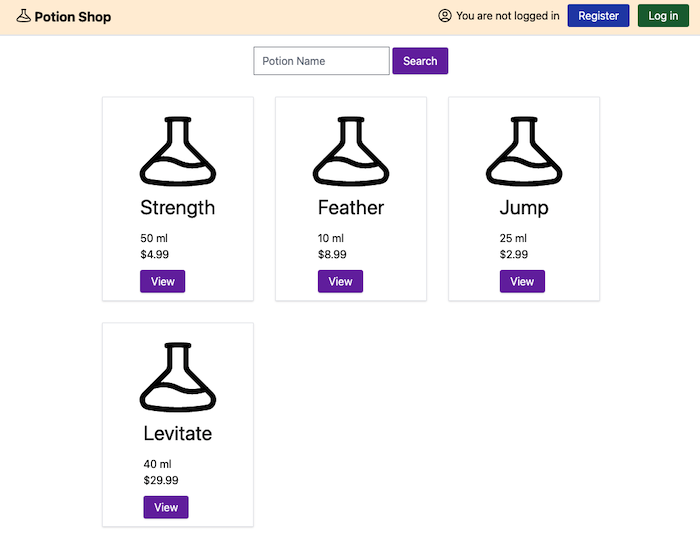 Potion Shop
You are not logged in
Register
Log in
Potion Name
Search
Strength
50 ml
$4.99
View
Feather
10 ml
$8.99
View
Jump
25 ml
$2.99
View
Levitate
40 ml
$29.99
View